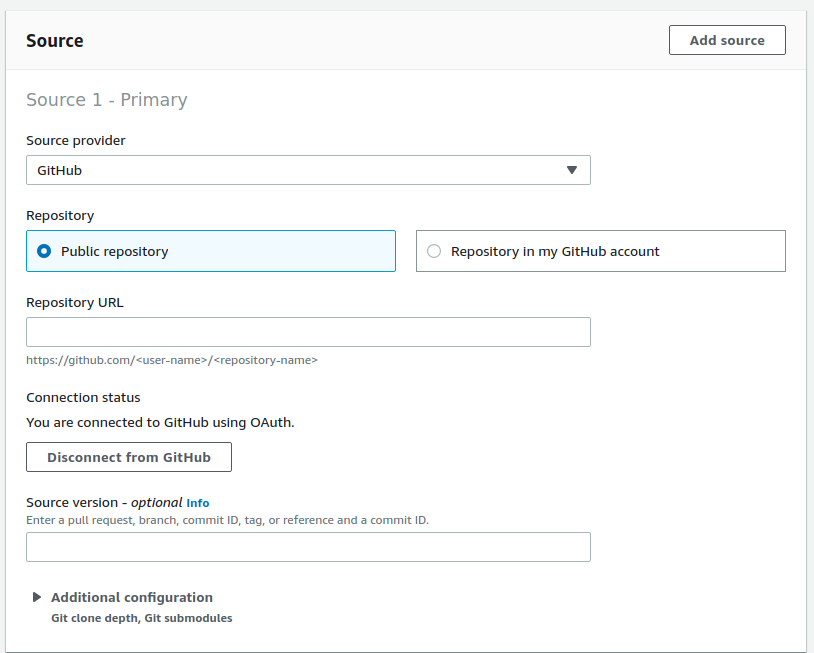 Source
Add source
Source 1 - Primary
Source provider
GitHub
Repository
Public repository
Repository in my GitHub account
Repository URL
https://github.com/<user-name>/<repository-name>
Connection status
You are connected to GitHub using OAuth.
Disconnect from GitHub
Source version - optional Info
Enter a pull request, branch, commit ID, tag, or reference and a commit ID.
Additional configuration
Git clone depth, Git submodules